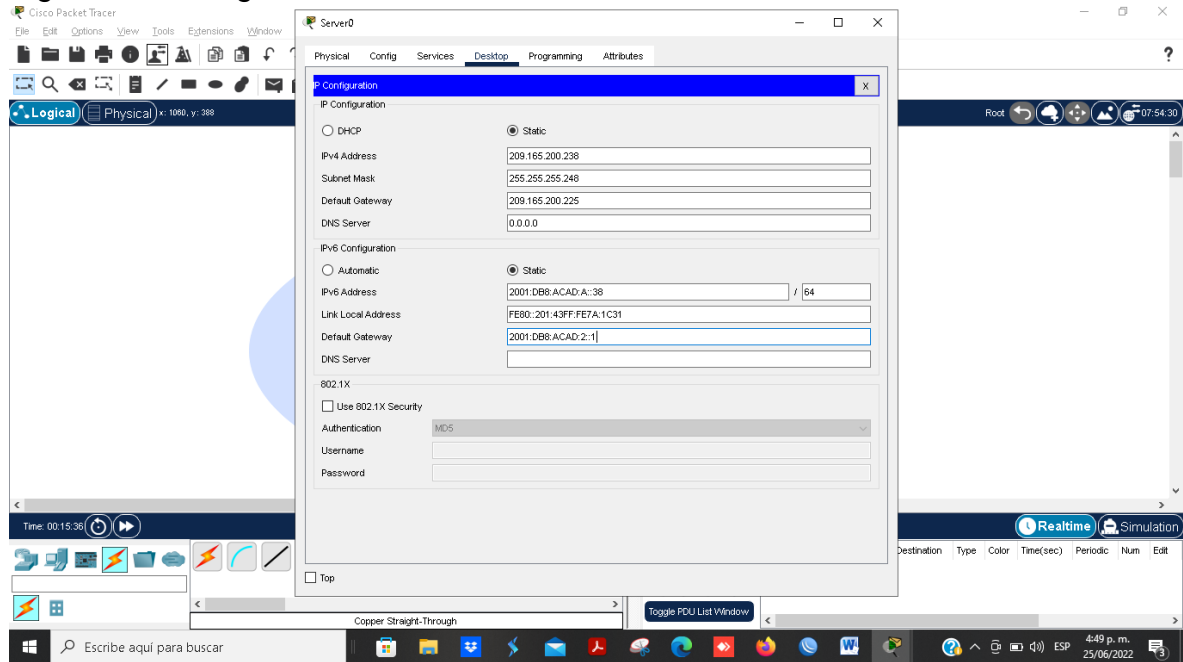 Cisco Packet Tracer
File Edit Options View Tools Extensions Window
Server0
Physical Config Services Desktop Programming Attributes
?
Logical Physical x: 1060, y: 388
Root 07:54:30
IP Configuration X
IP Configuration
DHCP Static
IPv4 Address 209.165.200.238
Subnet Mask 255.255.255.248
Default Gateway 209.165.200.225
DNS Server 0.0.0.0
IPv6 Configuration
Automatic Static
IPv6 Address 2001:DB8:ACAD:A::38 / 64
Link Local Address FE80::201:43FF:FE7A:1C31
Default Gateway 2001:DB8:ACAD:2::1
DNS Server
802.1X
Use 802.1X Security
Authentication MD5
Username
Password
Time: 00:15:36 Realtime Simulation
Destination Type Color Time(sec) Periodic Num Edit
Top
Toggle PDU List Window
Copper Straight-Through
Escribe aquí para buscar
ESP 4:49 p. m.
25/06/2022 3